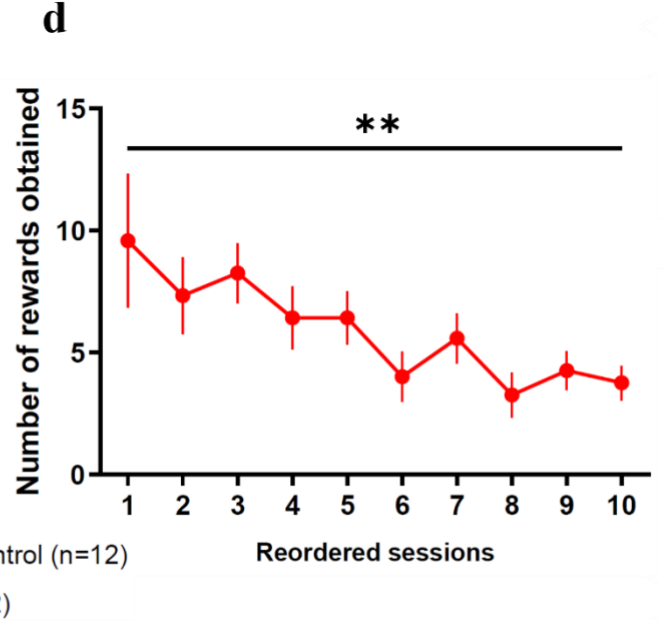 d
Number of rewards obtained
15
10
5
0
**
1 2 3 4 5 6 7 8 9 10
Reordered sessions
ntrol (n=12)
)